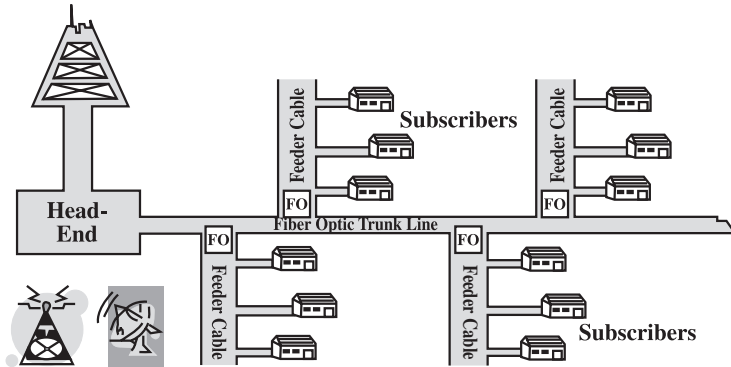 Feeder Cable
Subscribers
Feeder Cable
FO
FO
Head-
End
Fiber Optic Trunk Line
FO
FO
Feeder Cable
Feeder Cable
Subscribers